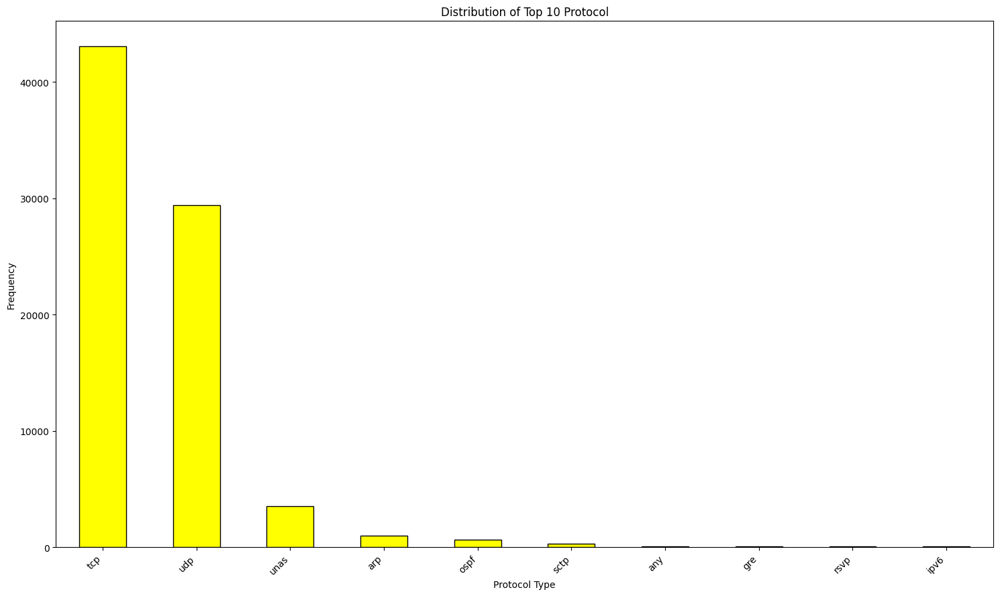 Distribution of Top 10 Protocol
40000
30000
20000
10000
0
Frequency
tcp
udp
unas
arp
ospf
sctp
any
gre
rsvp
ipv6
Protocol Type